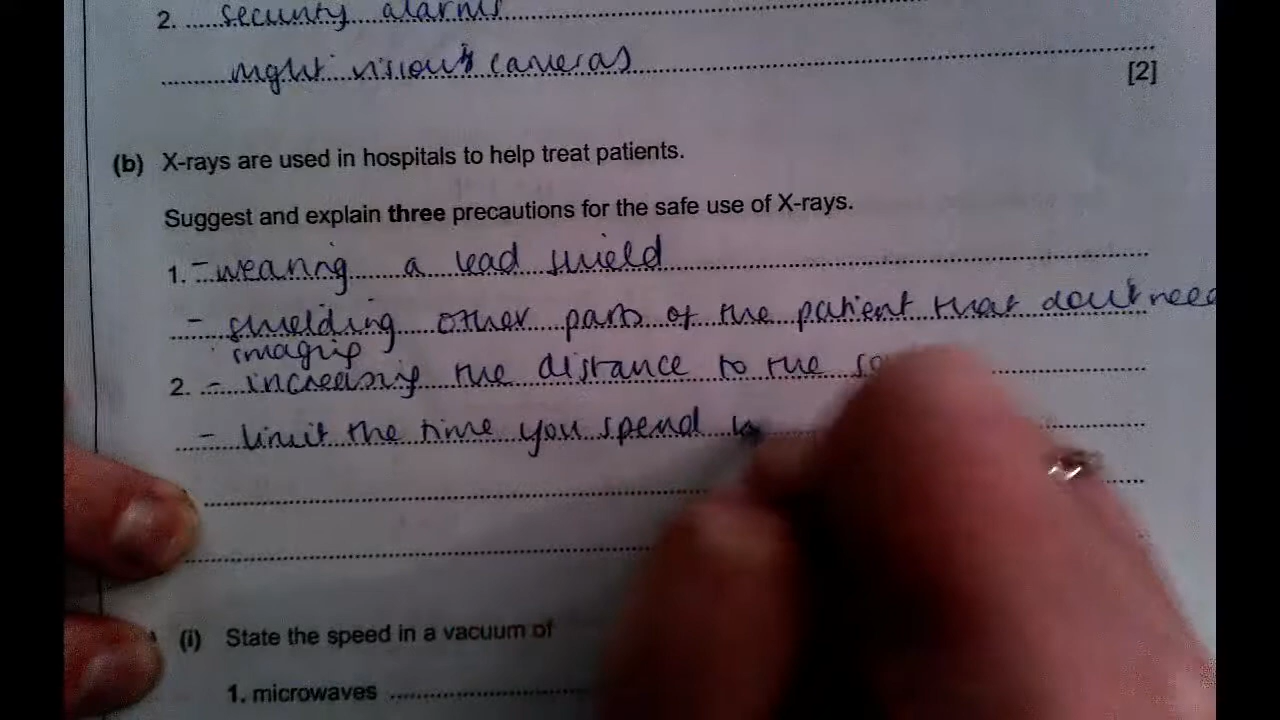 2. security alarms
night vision cameras
[2]
(b) X-rays are used in hospitals to help treat patients.
Suggest and explain three precautions for the safe use of X-rays.
1. - wearing a lead shield
- shielding other parts of the patient that don't need
imaging
2. - increasing the distance to the
- limit the time you spend
(i) State the speed in a vacuum of
1. microwaves